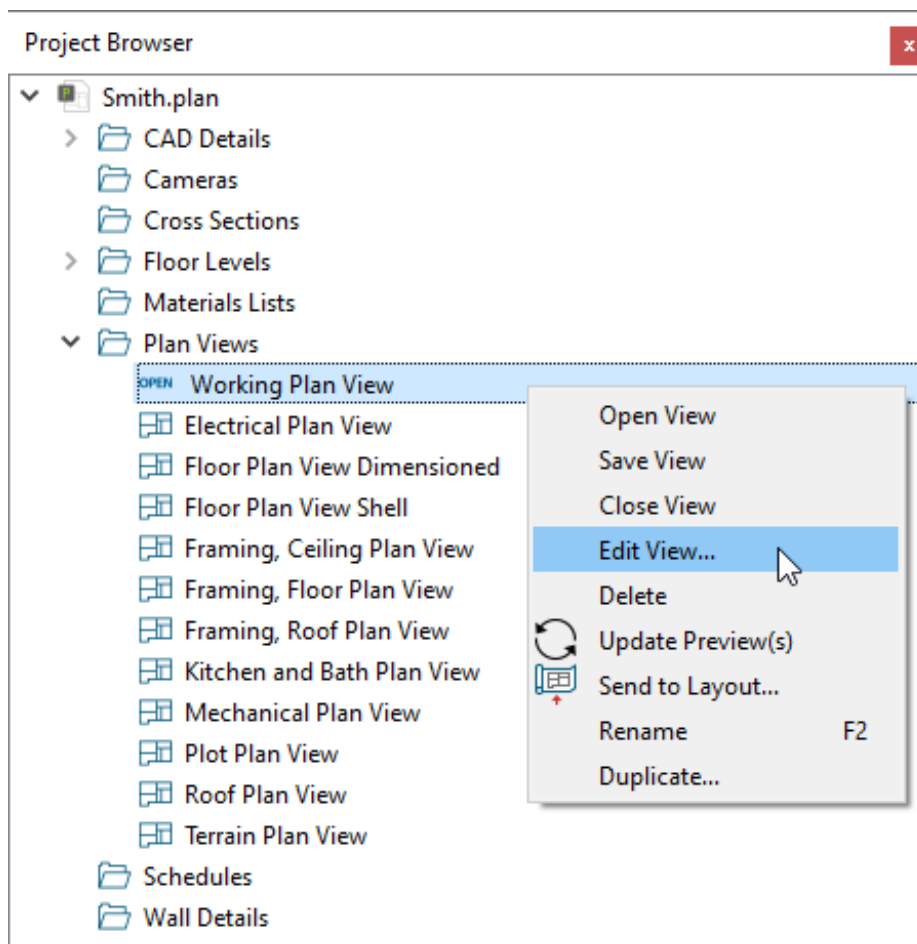 Project Browser
x
Smith.plan
CAD Details
Cameras
Cross Sections
Floor Levels
Materials Lists
Plan Views
OPEN Working Plan View
Electrical Plan View
Floor Plan View Dimensioned
Floor Plan View Shell
Framing, Ceiling Plan View
Framing, Floor Plan View
Framing, Roof Plan View
Kitchen and Bath Plan View
Mechanical Plan View
Plot Plan View
Roof Plan View
Terrain Plan View
Schedules
Wall Details
Open View
Save View
Close View
Edit View...
Delete
Update Preview(s)
Send to Layout...
Rename F2
Duplicate...